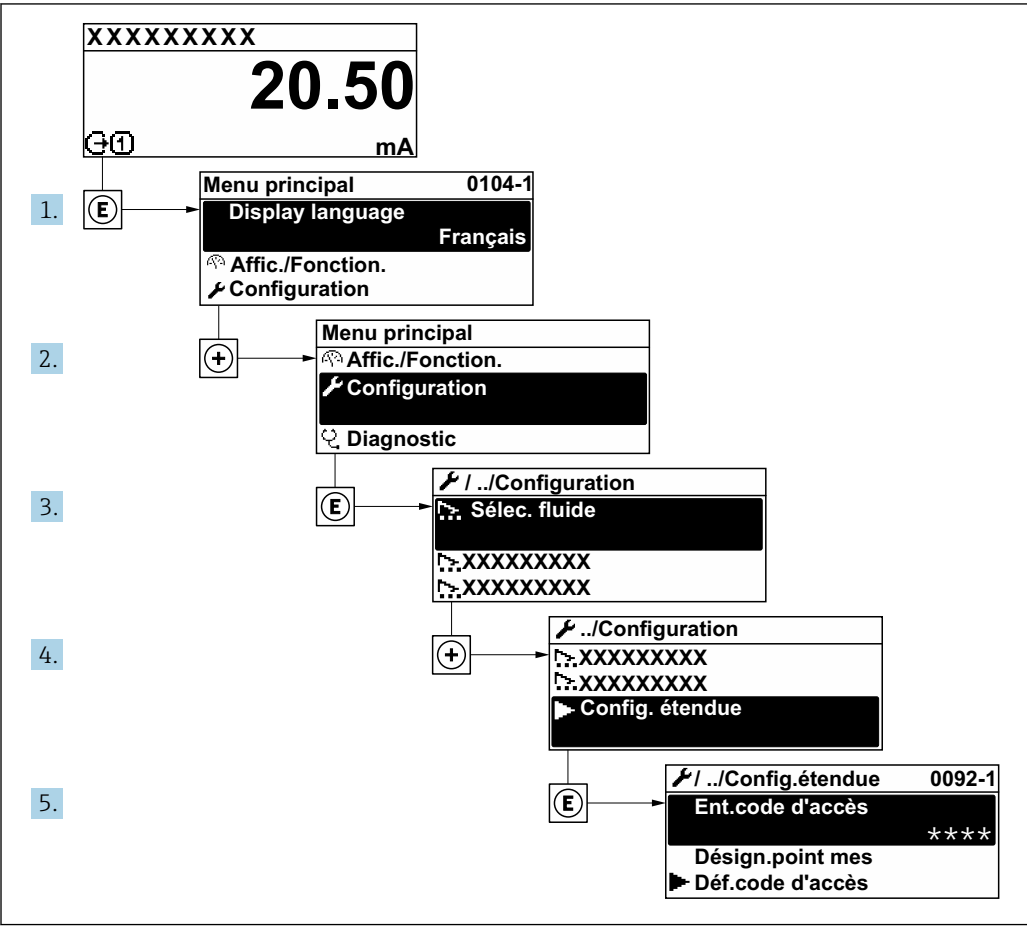 XXXXXXXXX
20.50
1 mA
1.
E
Menu principal 0104-1
Display language
Français
Affic./Fonction.
Configuration
2.
+
Menu principal
Affic./Fonction.
Configuration
Diagnostic
3.
E
/ ../Configuration
Sélec. fluide
XXXXXXXXX
XXXXXXXXX
4.
+
../Configuration
XXXXXXXXX
XXXXXXXXX
Config. étendue
5.
E
/ ../Config.étendue 0092-1
Ent.code d'accès
****
Désign.point mes
Déf.code d'accès